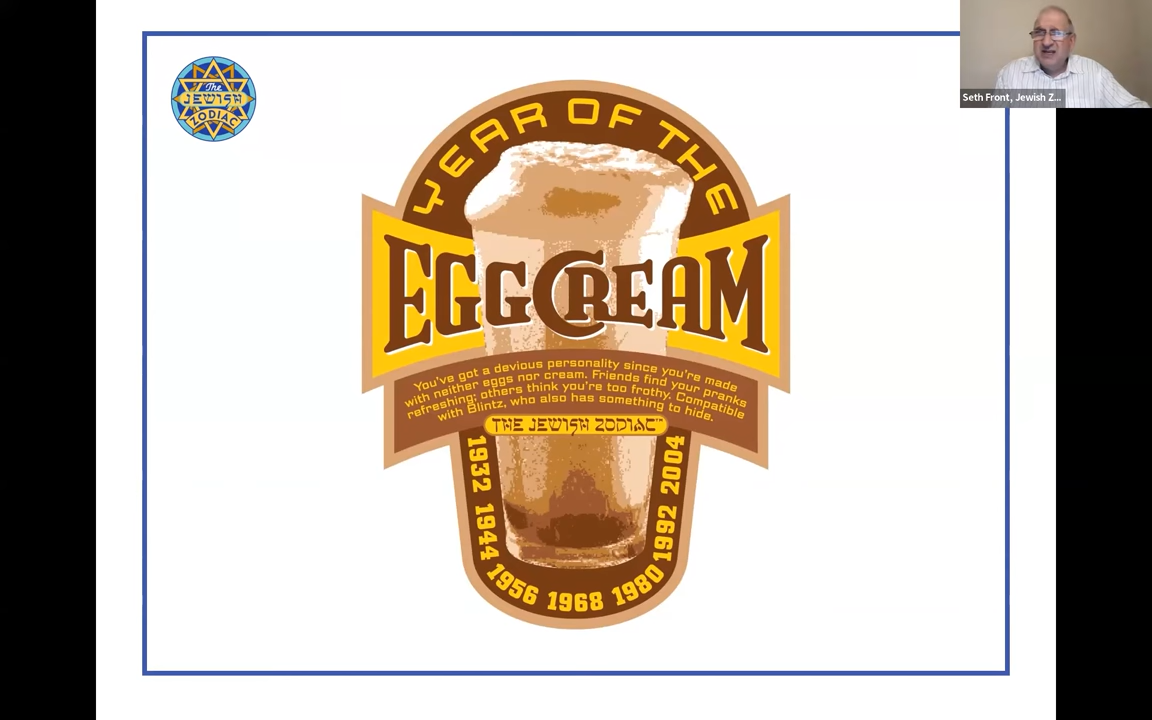 The
JEWISH
ZODIAC
Seth Front, Jewish Z...
YEAR OF THE
EGG CREAM
You've got a devious personality since you're made
with neither eggs nor cream. Friends find your pranks
refreshing; others think you're too frothy. Compatible
with Blintz, who also has something to hide.
THE JEWISH ZODIAC™
1932 1944 1956 1968 1980 1992 2004